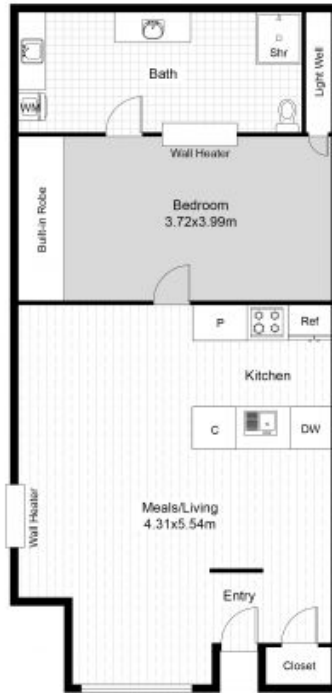 Shr
Bath
Light Well
WM
Wall Heater
Built-in Robe
Bedroom
3.72x3.99m
P
Ref
Kitchen
C
DW
Wall Heater
Meals/Living
4.31x5.54m
Entry
Closet